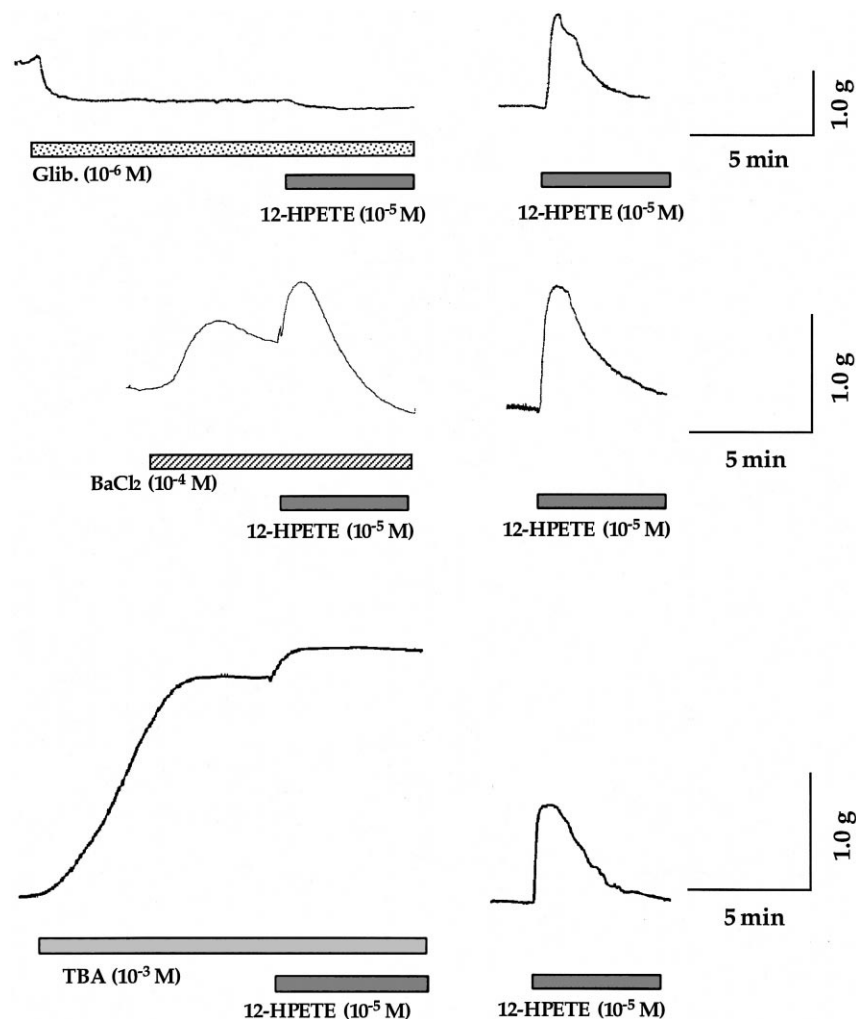 1.0 g
5 min
Glib. (10⁻⁶ M)
12-HPETE (10⁻⁵ M)
12-HPETE (10⁻⁵ M)
1.0 g
5 min
BaCl₂ (10⁻⁴ M)
12-HPETE (10⁻⁵ M)
12-HPETE (10⁻⁵ M)
1.0 g
5 min
TBA (10⁻³ M)
12-HPETE (10⁻⁵ M)
12-HPETE (10⁻⁵ M)